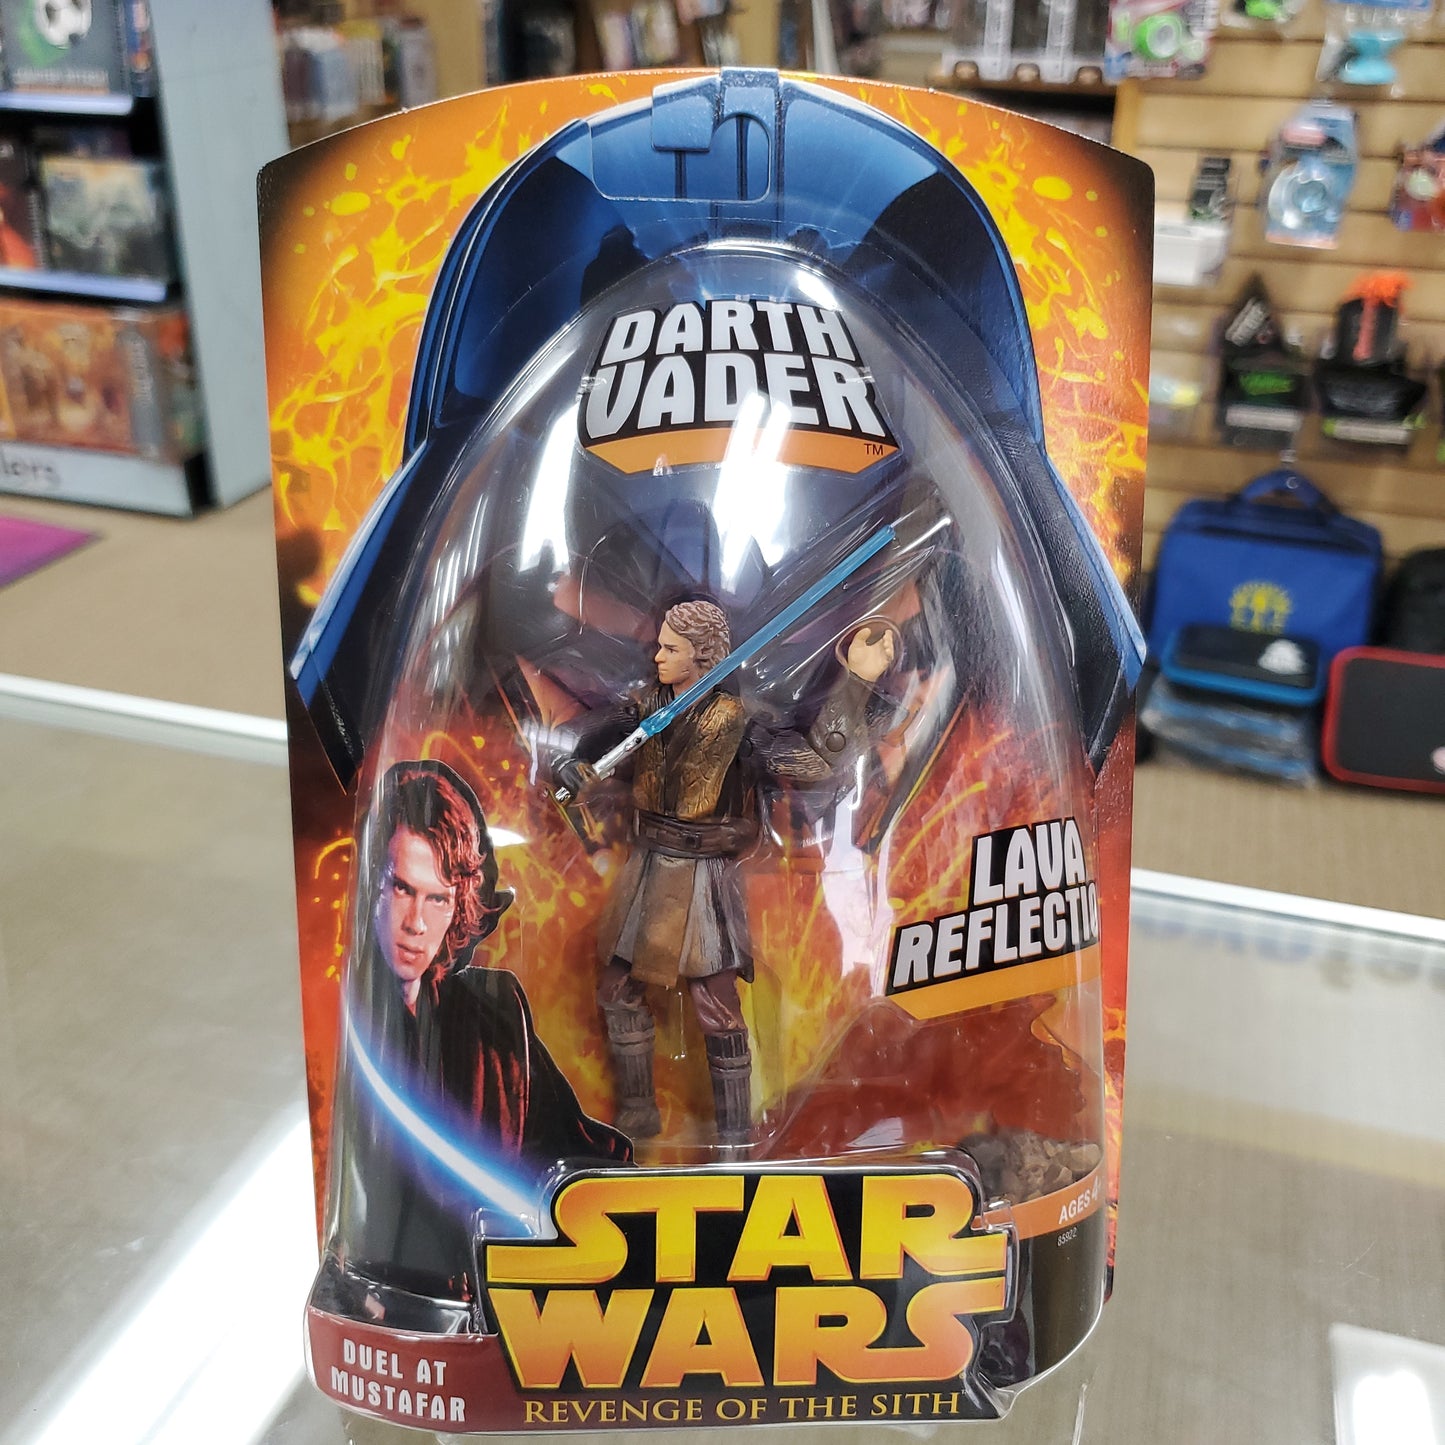 DARTH
VADER
TM
LAVA
REFLECTIO
AGES 4
85922
STAR
WARS
REVENGE OF THE SITH
DUEL AT
MUSTAFAR